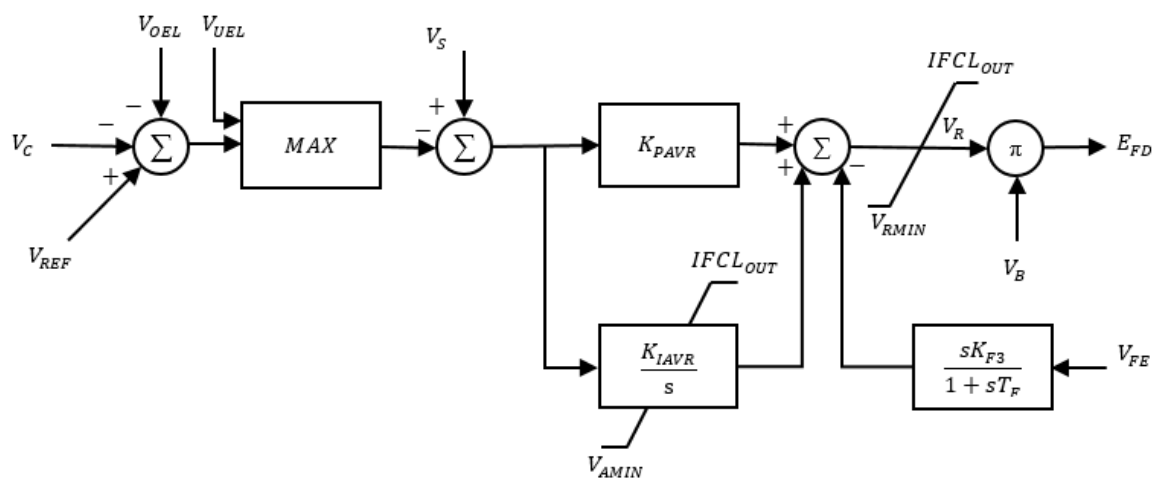 V_OEL
V_UEL
V_S
IFCL_OUT
V_C
− − +
Σ
MAX
− +
Σ
K_PAVR
+ + −
Σ
V_R
π
E_FD
V_REF
V_RMIN
V_B
IFCL_OUT
K_IAVR
s
V_AMIN
sK_F3
1 + sT_F
V_FE